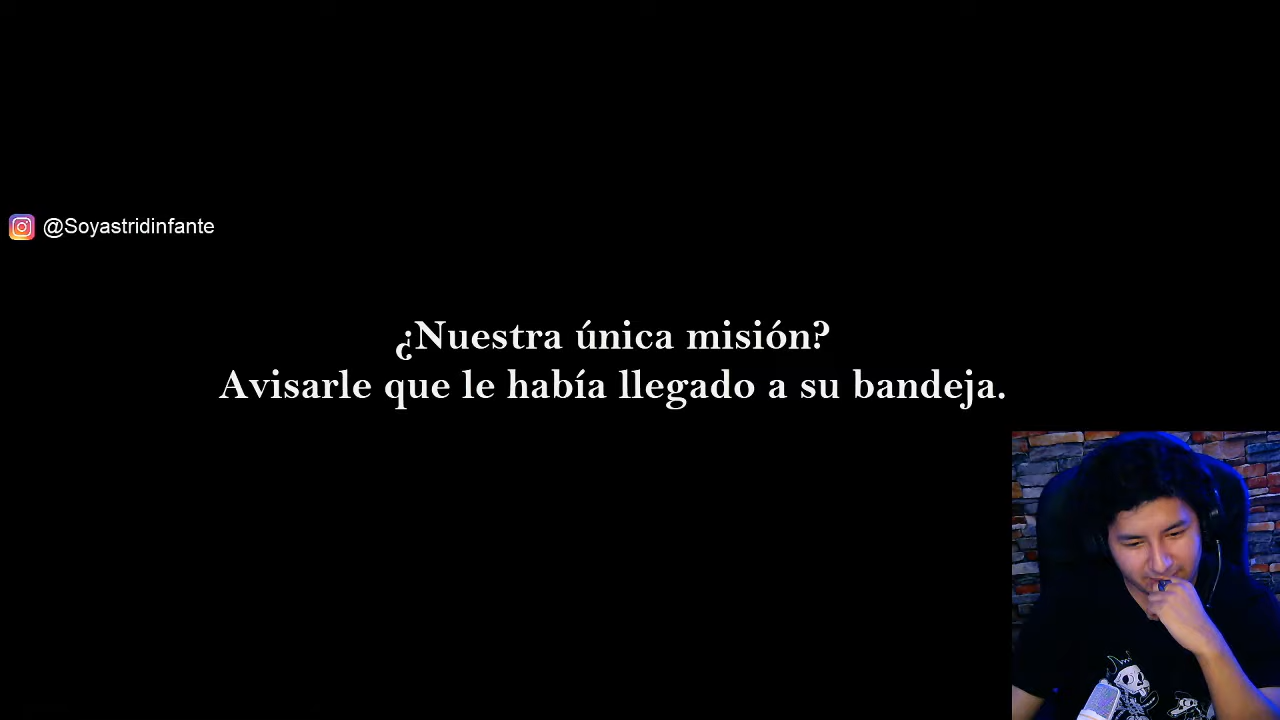 @Soyastridinfante
¿Nuestra única misión?
Avisarle que le había llegado a su bandeja.